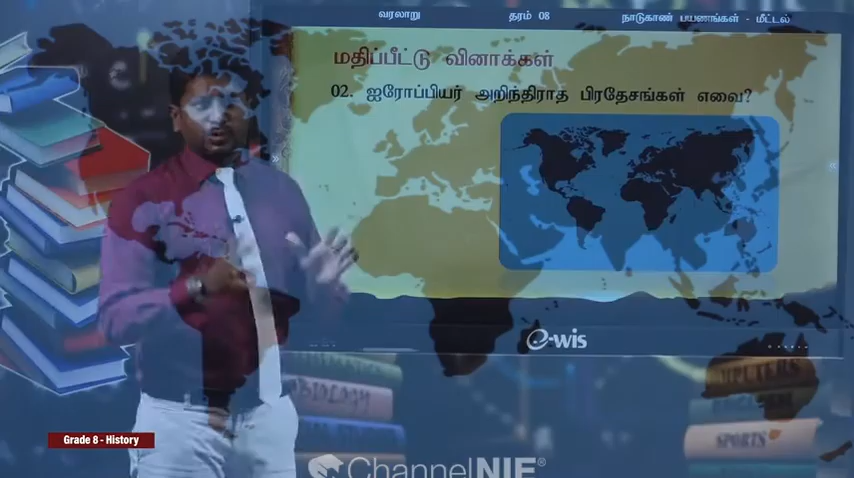 வரலாறு தரம் 08 நாடுகாண் பயணங்கள் - மீட்டல்
மதிப்பீட்டு வினாக்கள்
02. ஐரோப்பியர் அறிந்திராத பிரதேசங்கள் எவை?
e-wis
BIOLOGY
SPORTS
Grade 8 - History
ChannelNIE®